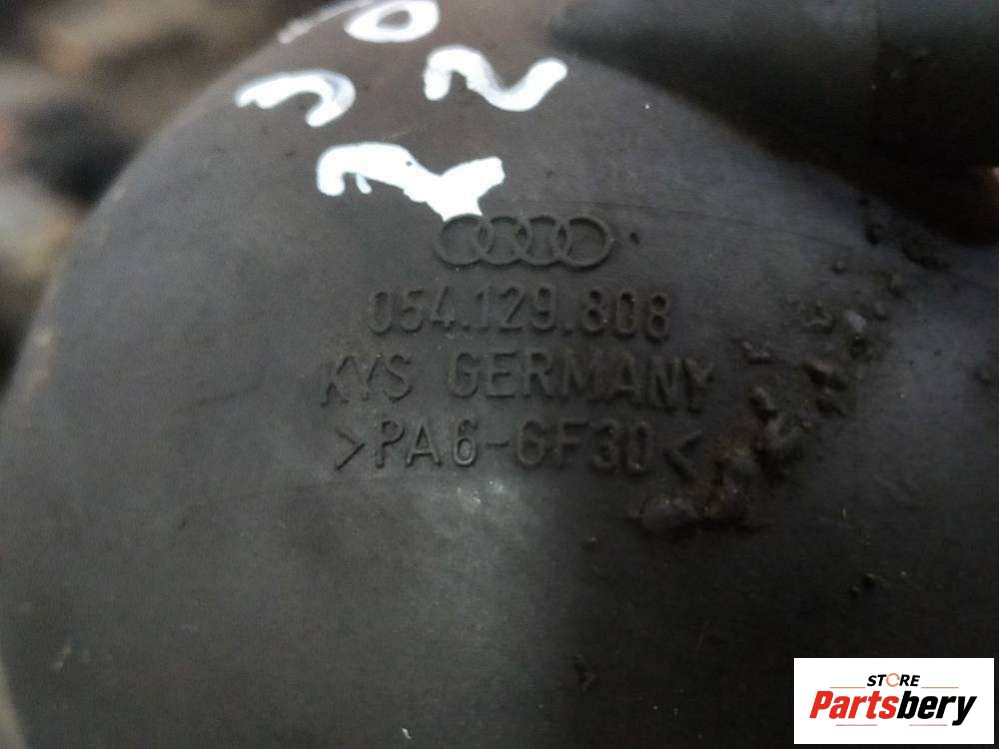 054.129.808
KYS GERMANY
>PA6-GF30<
STORE
Partsbery